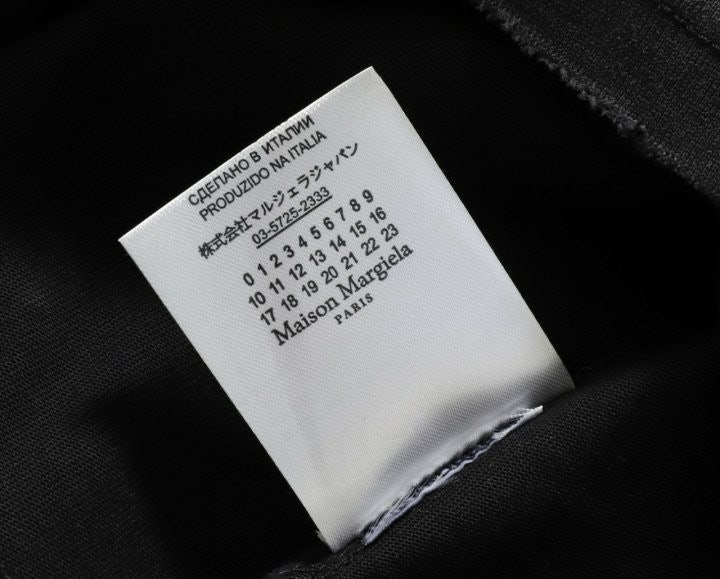 СДЕЛАНО В ИТАЛИИ
PRODUZIDO NA ITALIA
株式会社マルジェラジャパン
03-5725-2333
0 1 2 3 4 5 6 7 8 9
10 11 12 13 14 15 16
17 18 19 20 21 22 23
Maison Margiela
PARIS